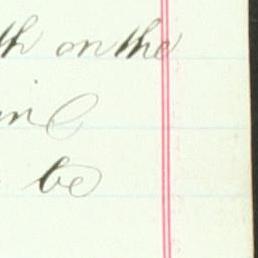 th on the
in
be